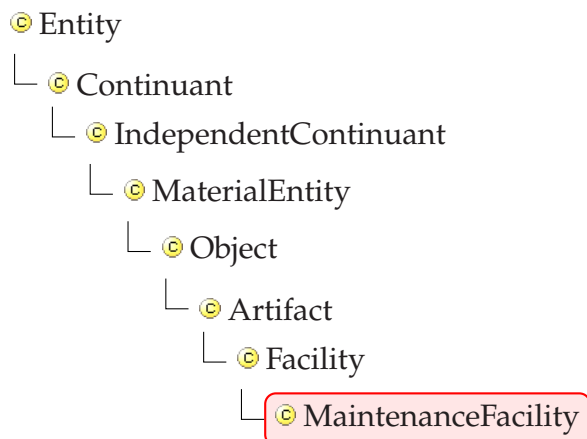 Entity
Continuant
IndependentContinuant
MaterialEntity
Object
Artifact
Facility
MaintenanceFacility